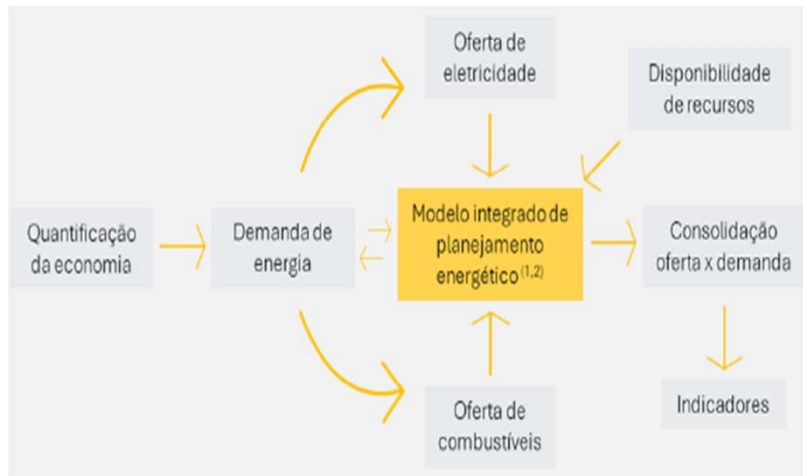 Oferta de
eletricidade
Disponibilidade
de recursos
Quantificação
da economia
Demanda de
energia
Modelo integrado de
planejamento
energético(1,2)
Consolidação
oferta x demanda
Oferta de
combustíveis
Indicadores